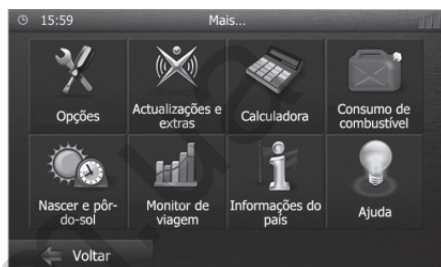 15:59 Mais...
Opções
Actualizações e
extras
Calculadora
Consumo de
combustível
Nascer e pôr-
do-sol
Monitor de
viagem
Informações do
país
Ajuda
Voltar